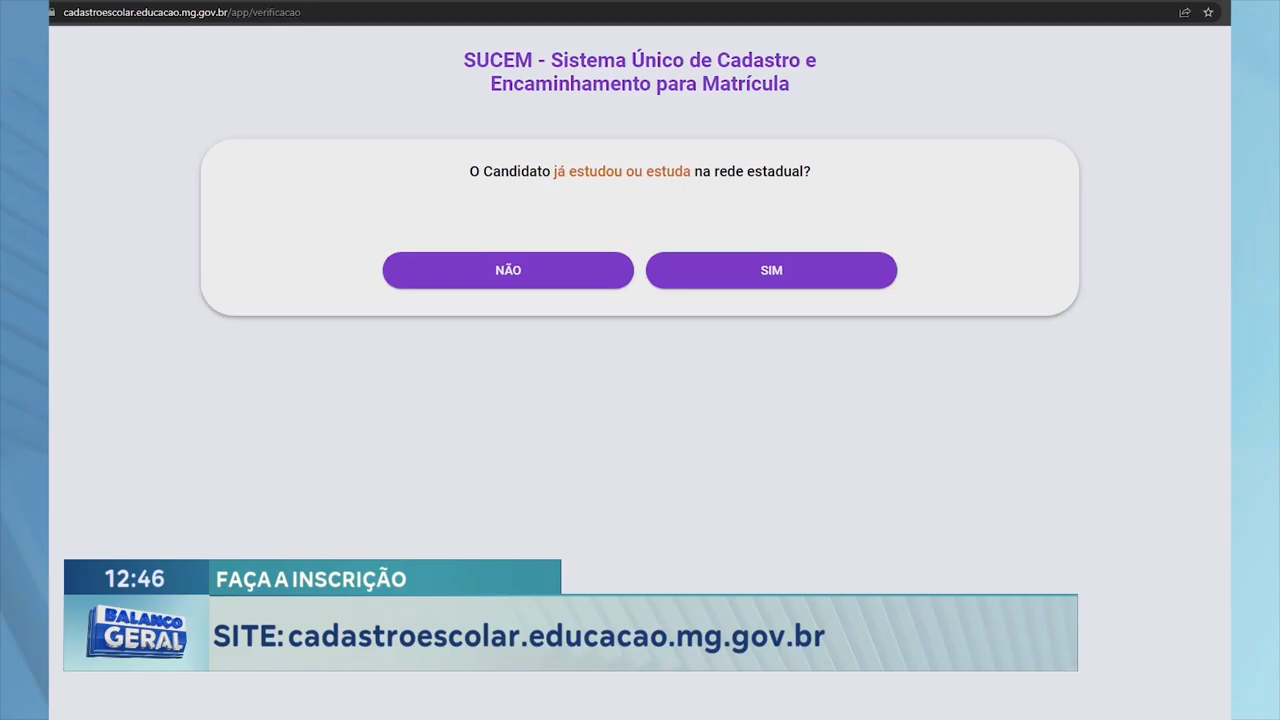 cadastroescolar.educacao.mg.gov.br/app/verificacao
SUCEM - Sistema Único de Cadastro e
Encaminhamento para Matrícula
O Candidato já estudou ou estuda na rede estadual?
NÃO
SIM
12:46
FAÇA A INSCRIÇÃO
BALANÇO
GERAL
SITE: cadastroescolar.educacao.mg.gov.br